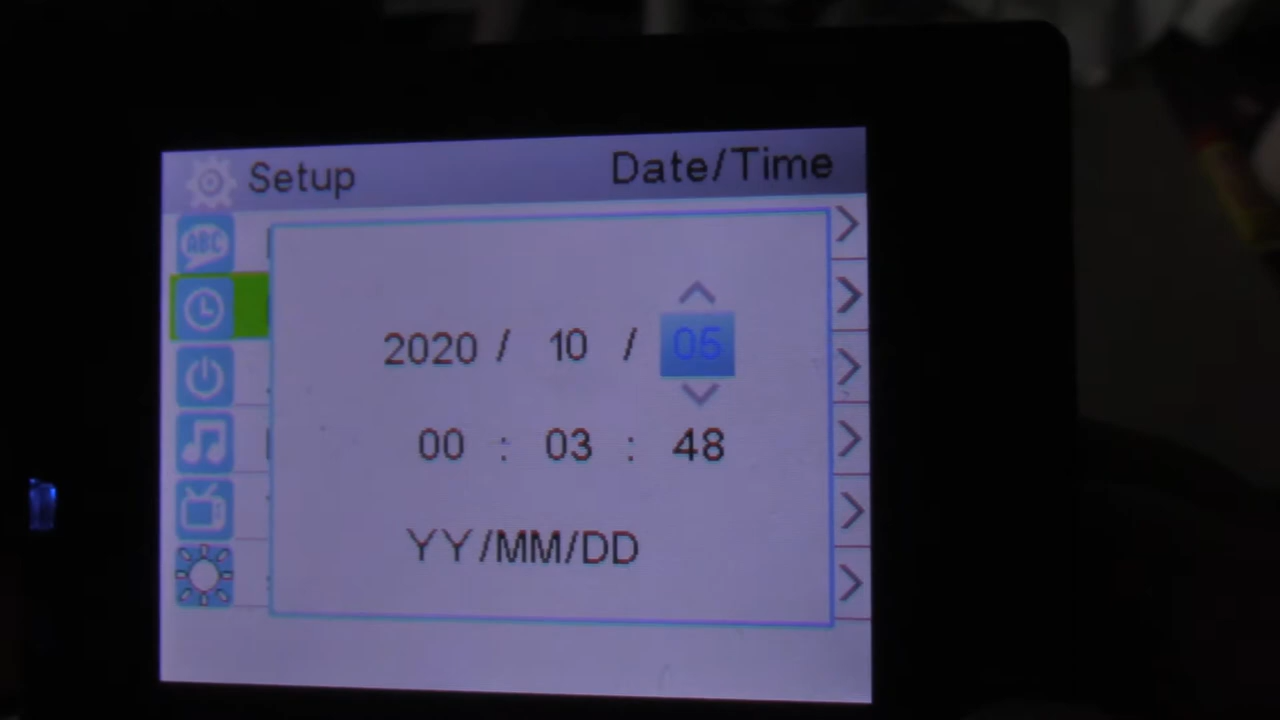 Setup Date/Time
ABC
2020 / 10 / 05
00 : 03 : 48
YY/MM/DD